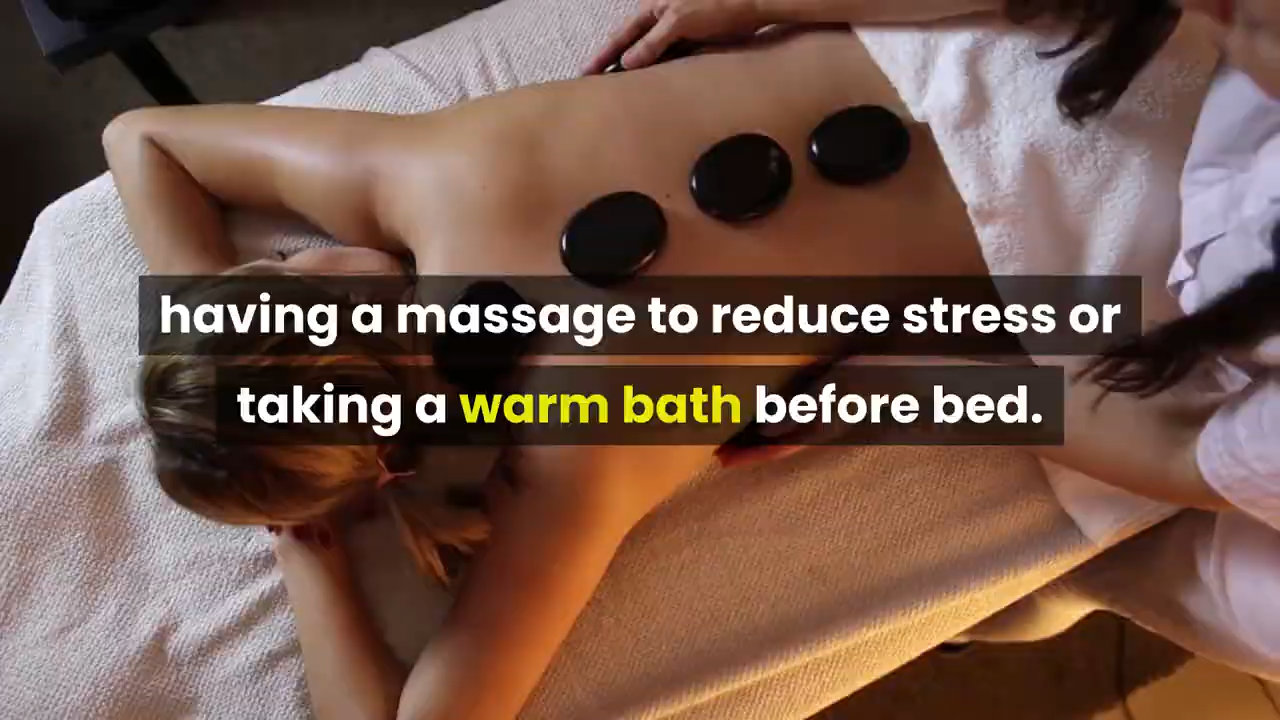 having a massage to reduce stress or
taking a warm bath before bed.